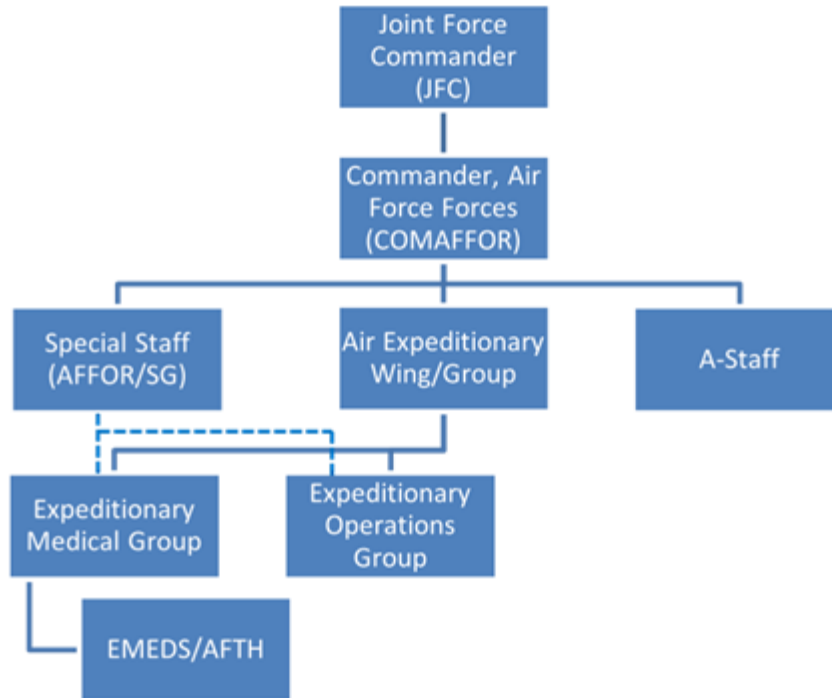 Joint Force
Commander
(JFC)
Commander, Air
Force Forces
(COMAFFOR)
Special Staff
(AFFOR/SG)
Air Expeditionary
Wing/Group
A-Staff
Expeditionary
Medical Group
Expeditionary
Operations
Group
EMEDS/AFTH